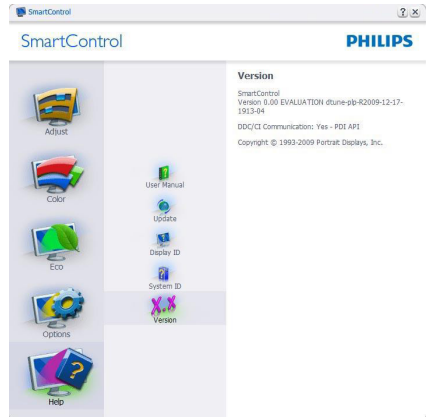 SmartControl
SmartControl
PHILIPS
Adjust
Color
Eco
Options
Help
User Manual
Update
Display ID
System ID
X.X
Version
Version
SmartControl
Version 0.00 EVALUATION dtune-plp-R2009-12-17-
1913-04
DDC/CI Communication: Yes - PDI API
Copyright © 1993-2009 Portrait Displays, Inc.